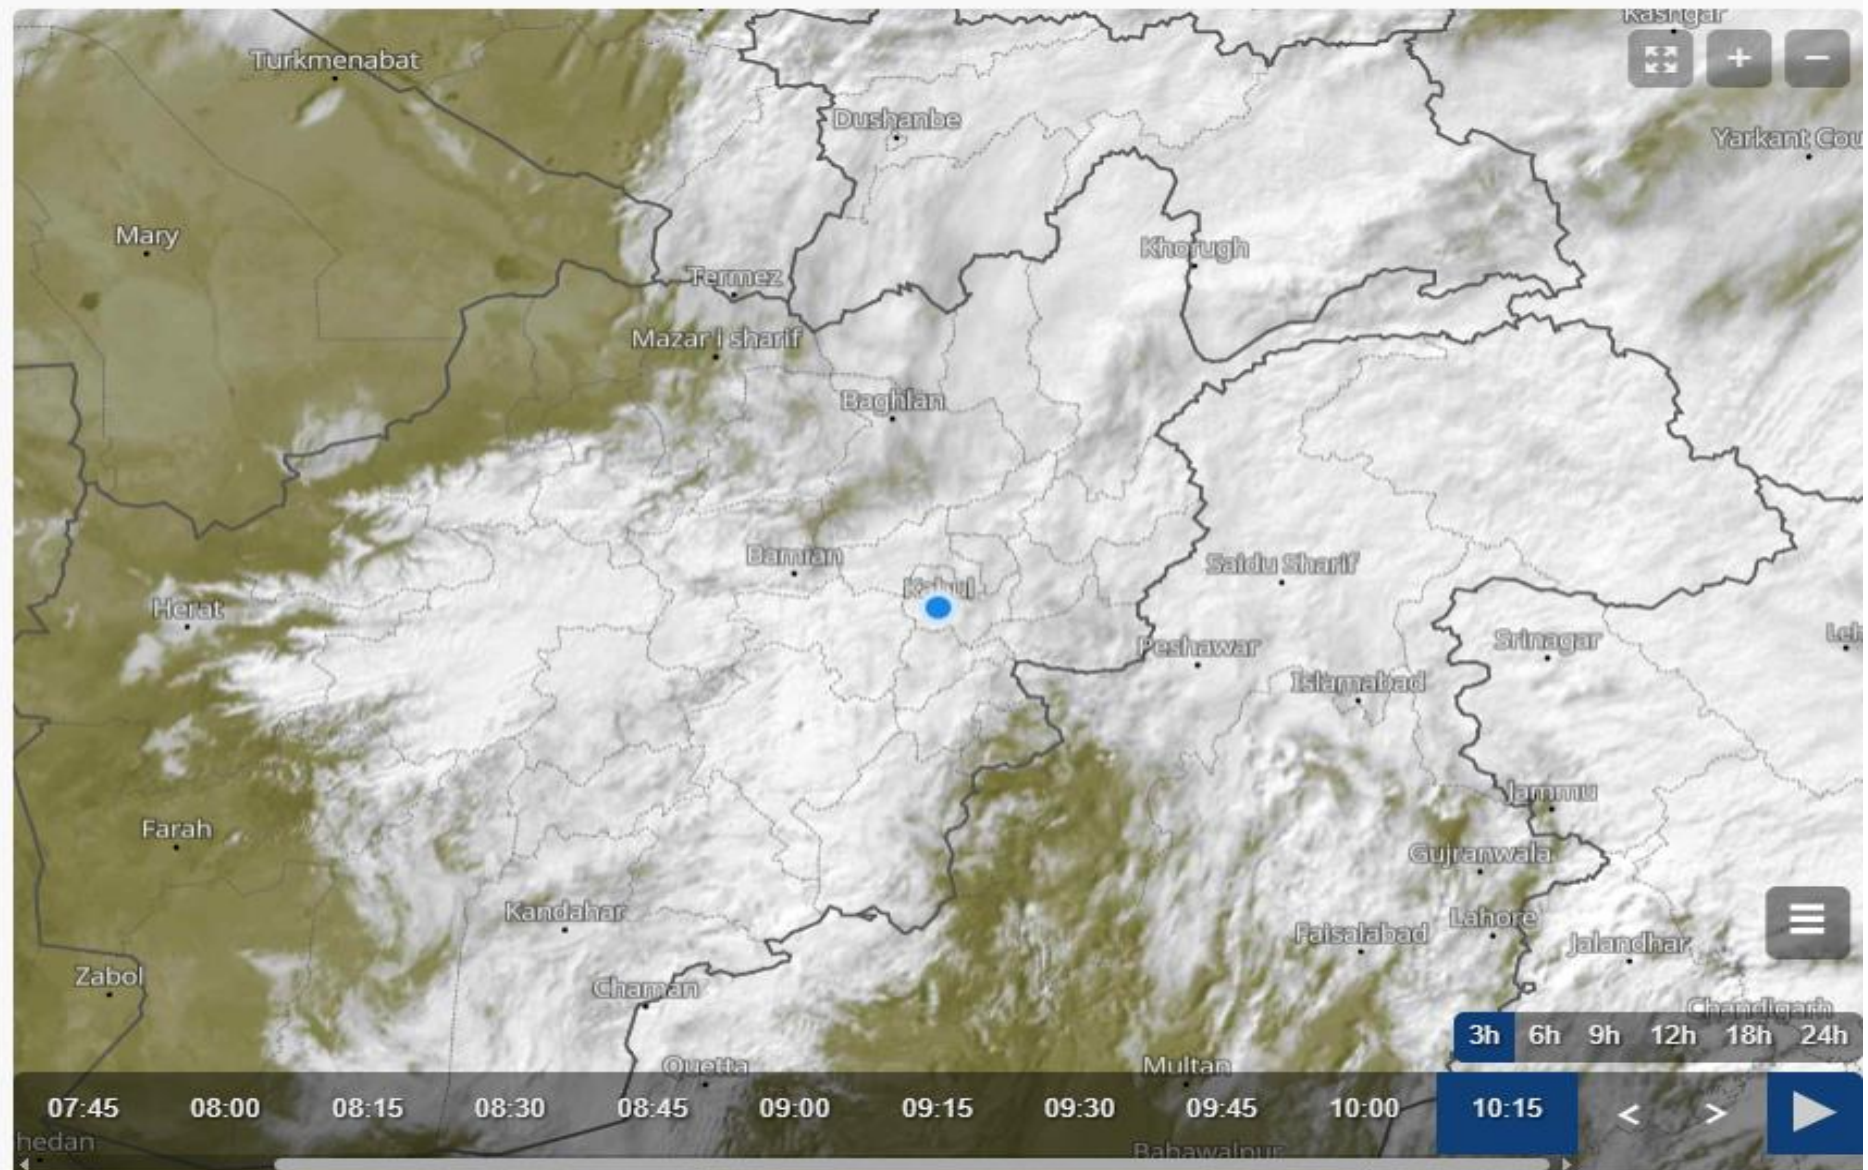 Kashgar
Turkmenabat
Dushanbe
Yarkant Cou
Mary
Khorugh
Termez
Mazar I sharif
Baghlan
Bamian
Saidu Sharif
Kabul
Herat
Peshawar
Srinagar
Leh
Islamabad
Jammu
Farah
Gujranwala
Kandahar
Lahore
Faisalabad
Jalandhar
Zabol
Chaman
Chandigarh
3h 6h 9h 12h 18h 24h
Quetta
Multan
07:45 08:00 08:15 08:30 08:45 09:00 09:15 09:30 09:45 10:00 10:15 < >
hedan
Bahawalpur